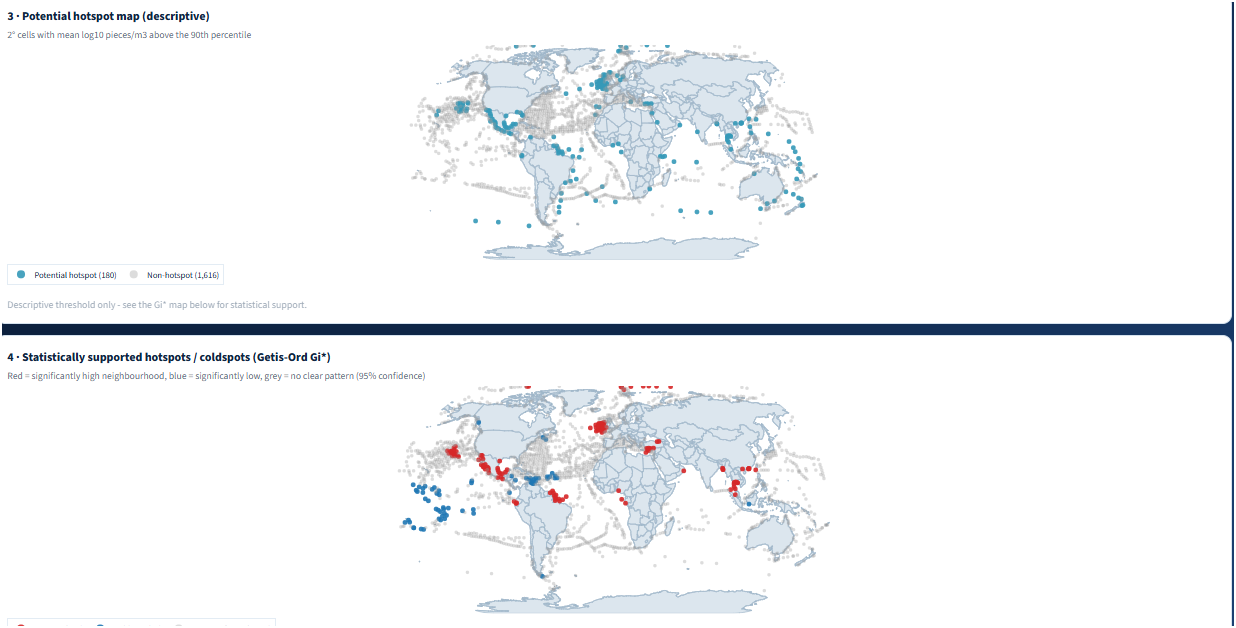 3 · Potential hotspot map (descriptive)
2° cells with mean log10 pieces/m3 above the 90th percentile
Potential hotspot (180) Non-hotspot (1,616)
Descriptive threshold only - see the Gi* map below for statistical support.
4 · Statistically supported hotspots / coldspots (Getis-Ord Gi*)
Red = significantly high neighbourhood, blue = significantly low, grey = no clear pattern (95% confidence)